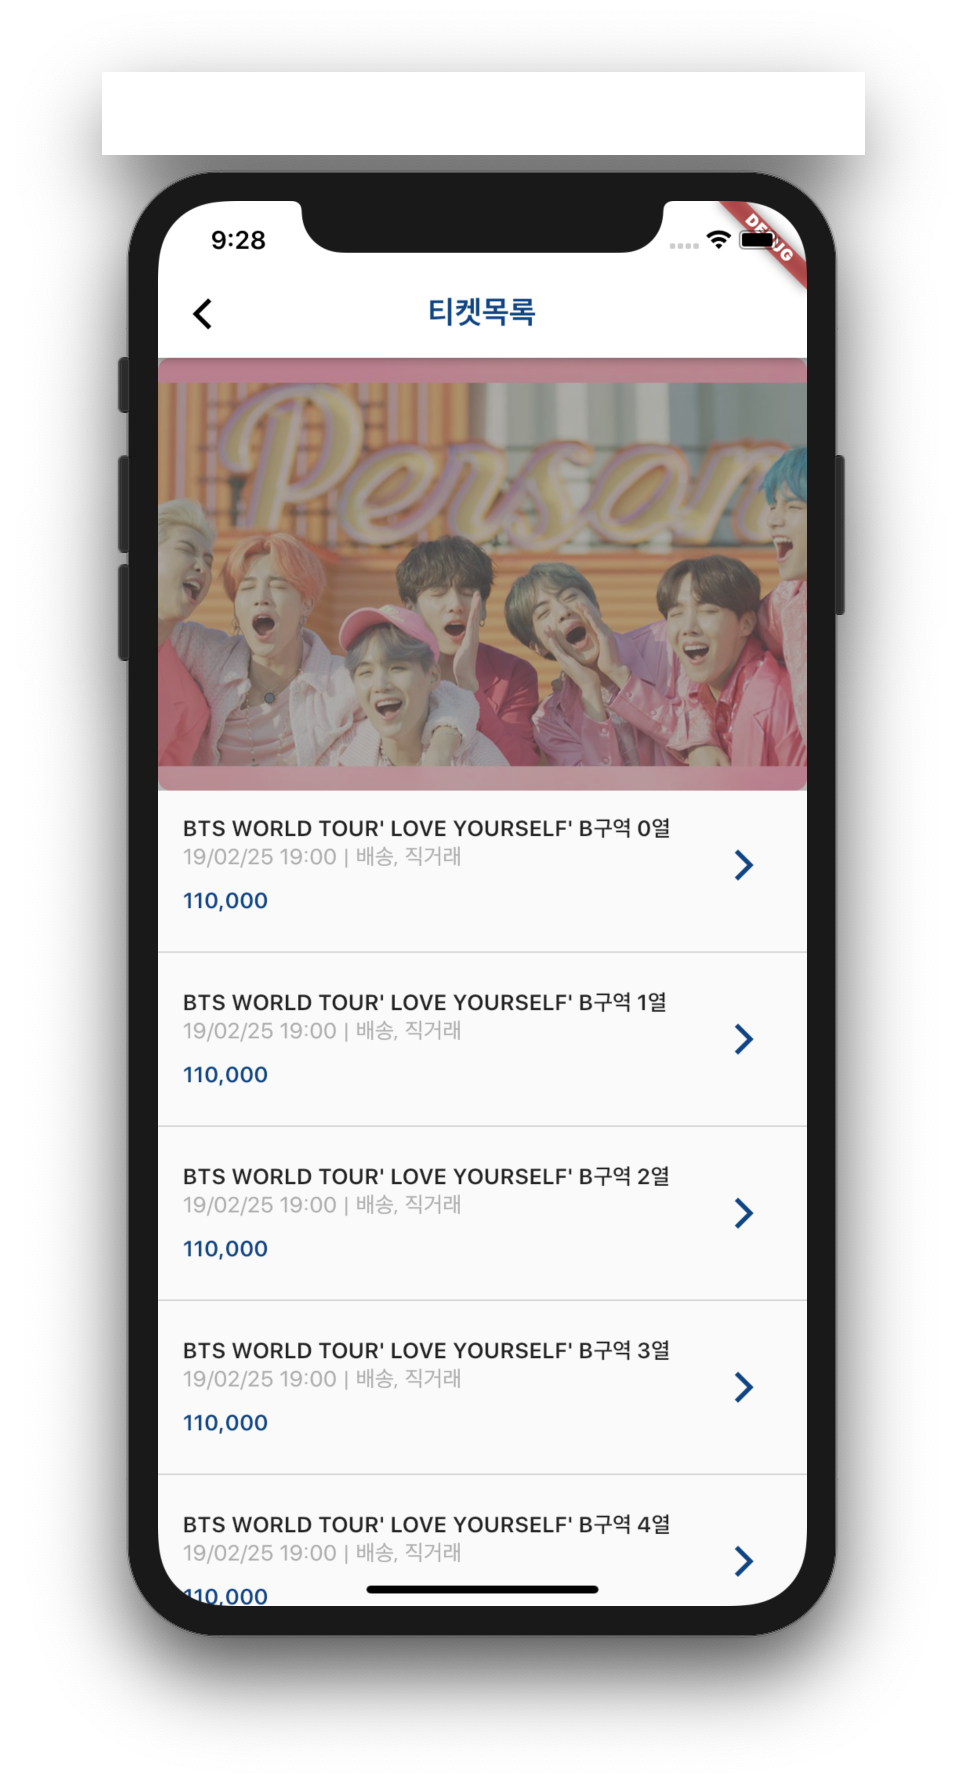 9:28
DEBUG
티켓목록
Person
BTS WORLD TOUR' LOVE YOURSELF' B구역 0열
19/02/25 19:00 | 배송, 직거래
110,000
BTS WORLD TOUR' LOVE YOURSELF' B구역 1열
19/02/25 19:00 | 배송, 직거래
110,000
BTS WORLD TOUR' LOVE YOURSELF' B구역 2열
19/02/25 19:00 | 배송, 직거래
110,000
BTS WORLD TOUR' LOVE YOURSELF' B구역 3열
19/02/25 19:00 | 배송, 직거래
110,000
BTS WORLD TOUR' LOVE YOURSELF' B구역 4열
19/02/25 19:00 | 배송, 직거래
110,000